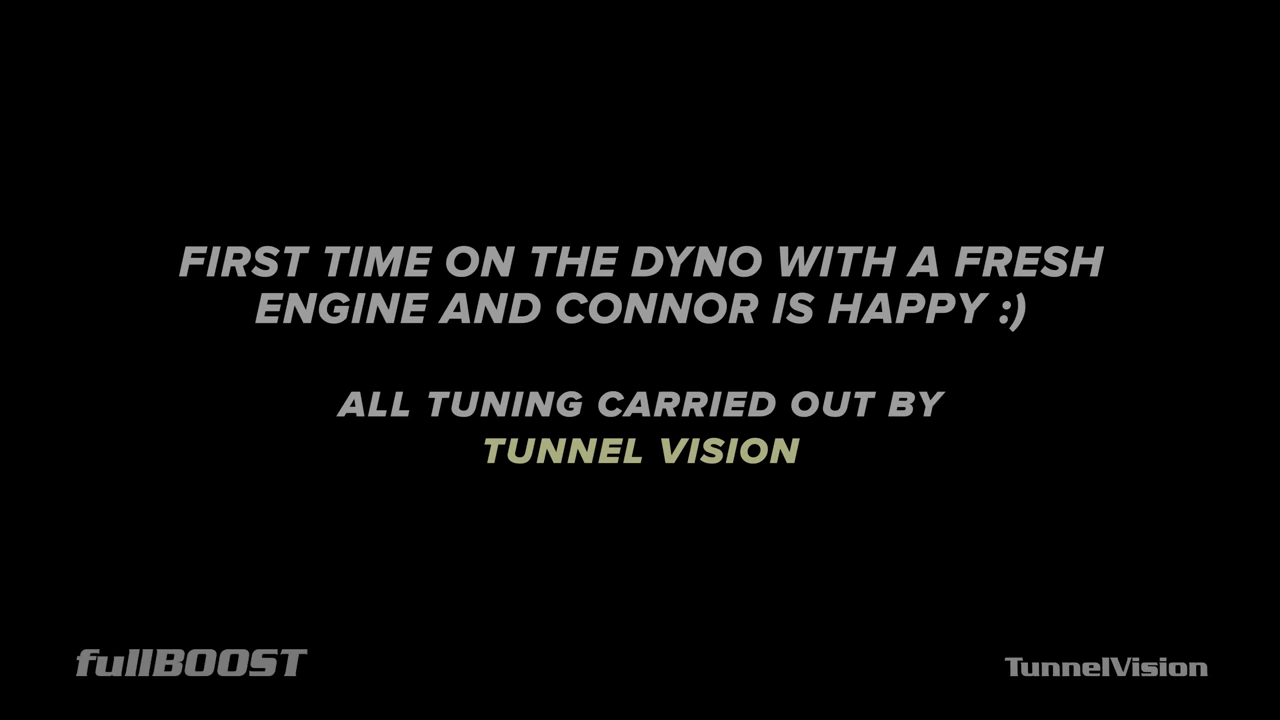 FIRST TIME ON THE DYNO WITH A FRESH
ENGINE AND CONNOR IS HAPPY :)
ALL TUNING CARRIED OUT BY
TUNNEL VISION
fullBOOST
TunnelVision